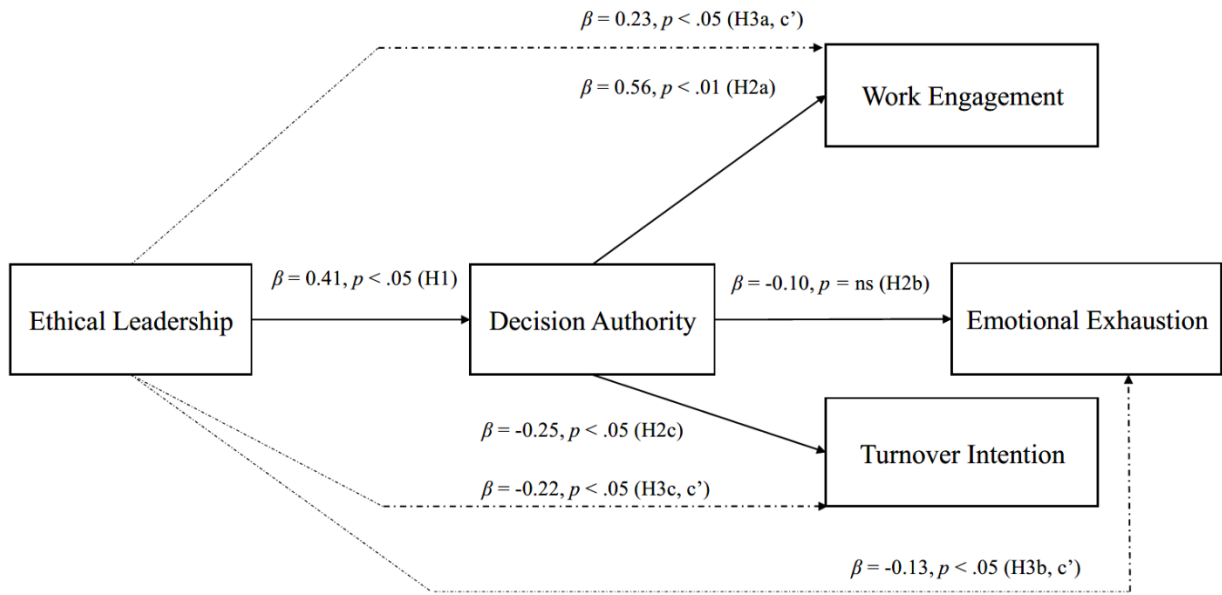 β = 0.23, p < .05 (H3a, c’)
β = 0.56, p < .01 (H2a)
Work Engagement
β = 0.41, p < .05 (H1)
β = -0.10, p = ns (H2b)
Ethical Leadership
Decision Authority
Emotional Exhaustion
β = -0.25, p < .05 (H2c)
Turnover Intention
β = -0.22, p < .05 (H3c, c’)
β = -0.13, p < .05 (H3b, c’)